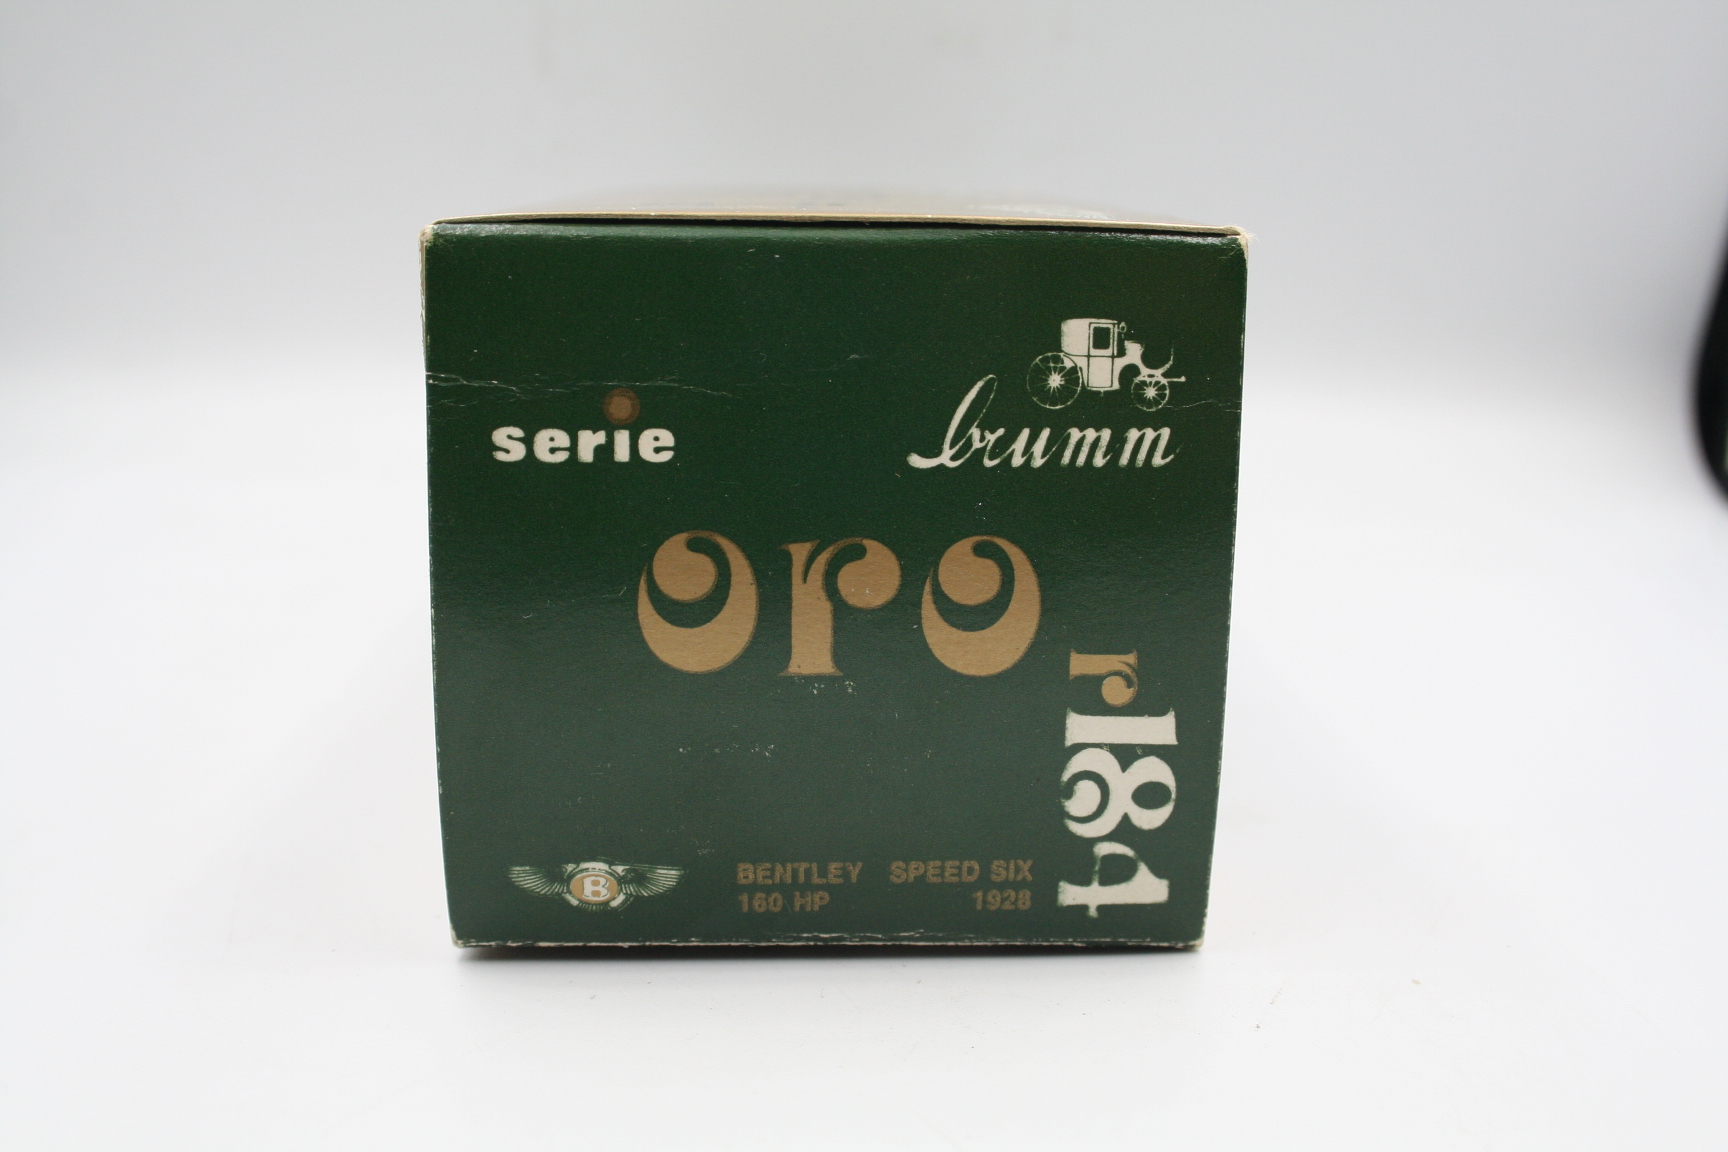 serie
brumm
oro
r184
B
BENTLEY SPEED SIX
160 HP 1928